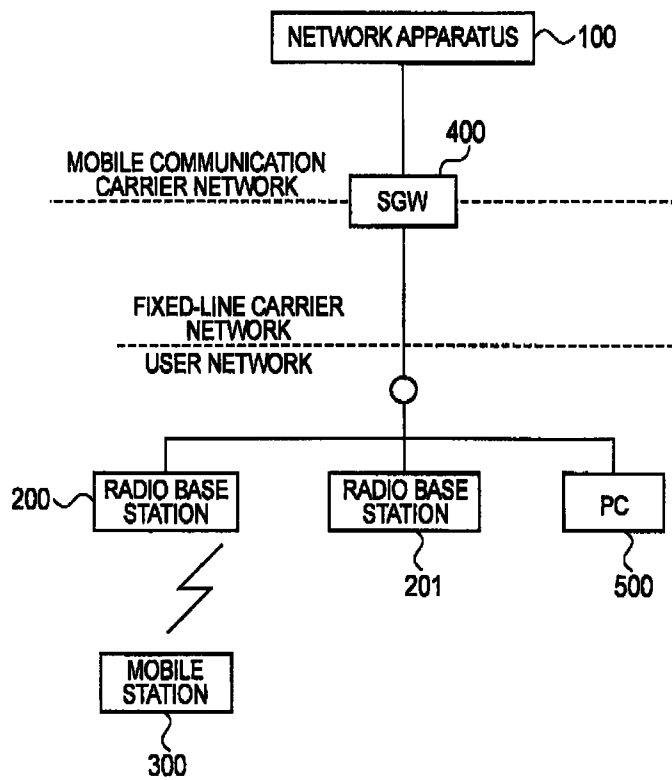 NETWORK APPARATUS
100
400
MOBILE COMMUNICATION
CARRIER NETWORK
SGW
FIXED-LINE CARRIER
NETWORK
USER NETWORK
200
RADIO BASE
STATION
RADIO BASE
STATION
PC
201
500
MOBILE
STATION
300